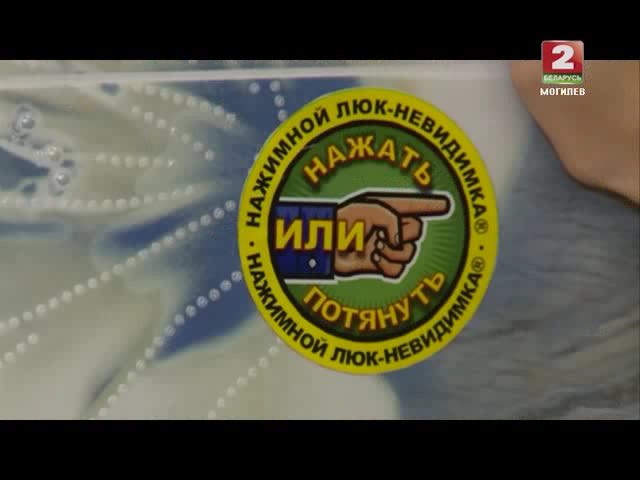 2
БЕЛАРУСЬ
МОГИЛЕВ
НАЖИМНОЙ ЛЮК-НЕВИДИМКА®
НАЖАТЬ
ИЛИ
ПОТЯНУТЬ
НАЖИМНОЙ ЛЮК-НЕВИДИМКА®